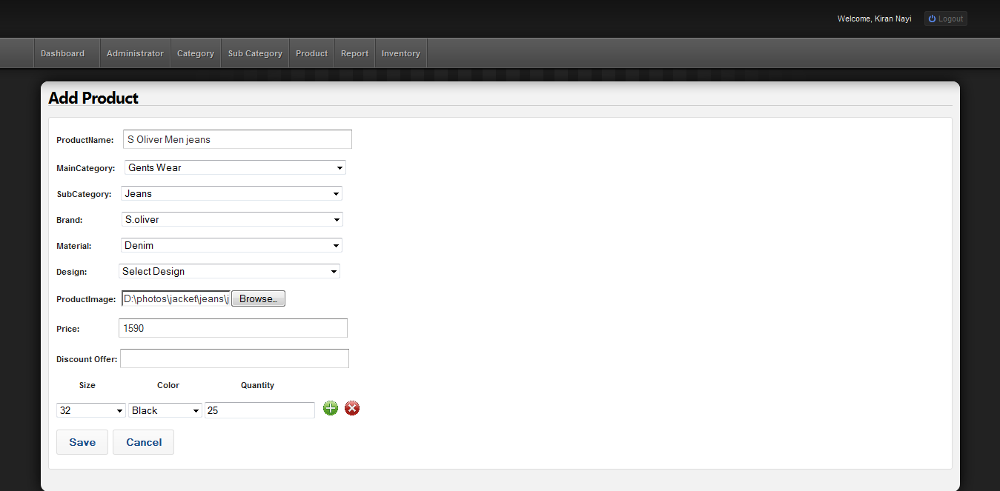 Welcome, Kiran Nayi Logout
Dashboard Administrator Category Sub Category Product Report Inventory
Add Product
ProductName: S Oliver Men jeans
MainCategory: Gents Wear
SubCategory: Jeans
Brand: S.oliver
Material: Denim
Design: Select Design
ProductImage: D:\photos\jacket\jeans\j Browse..
Price: 1590
Discount Offer:
Size Color Quantity
32 Black 25
Save Cancel